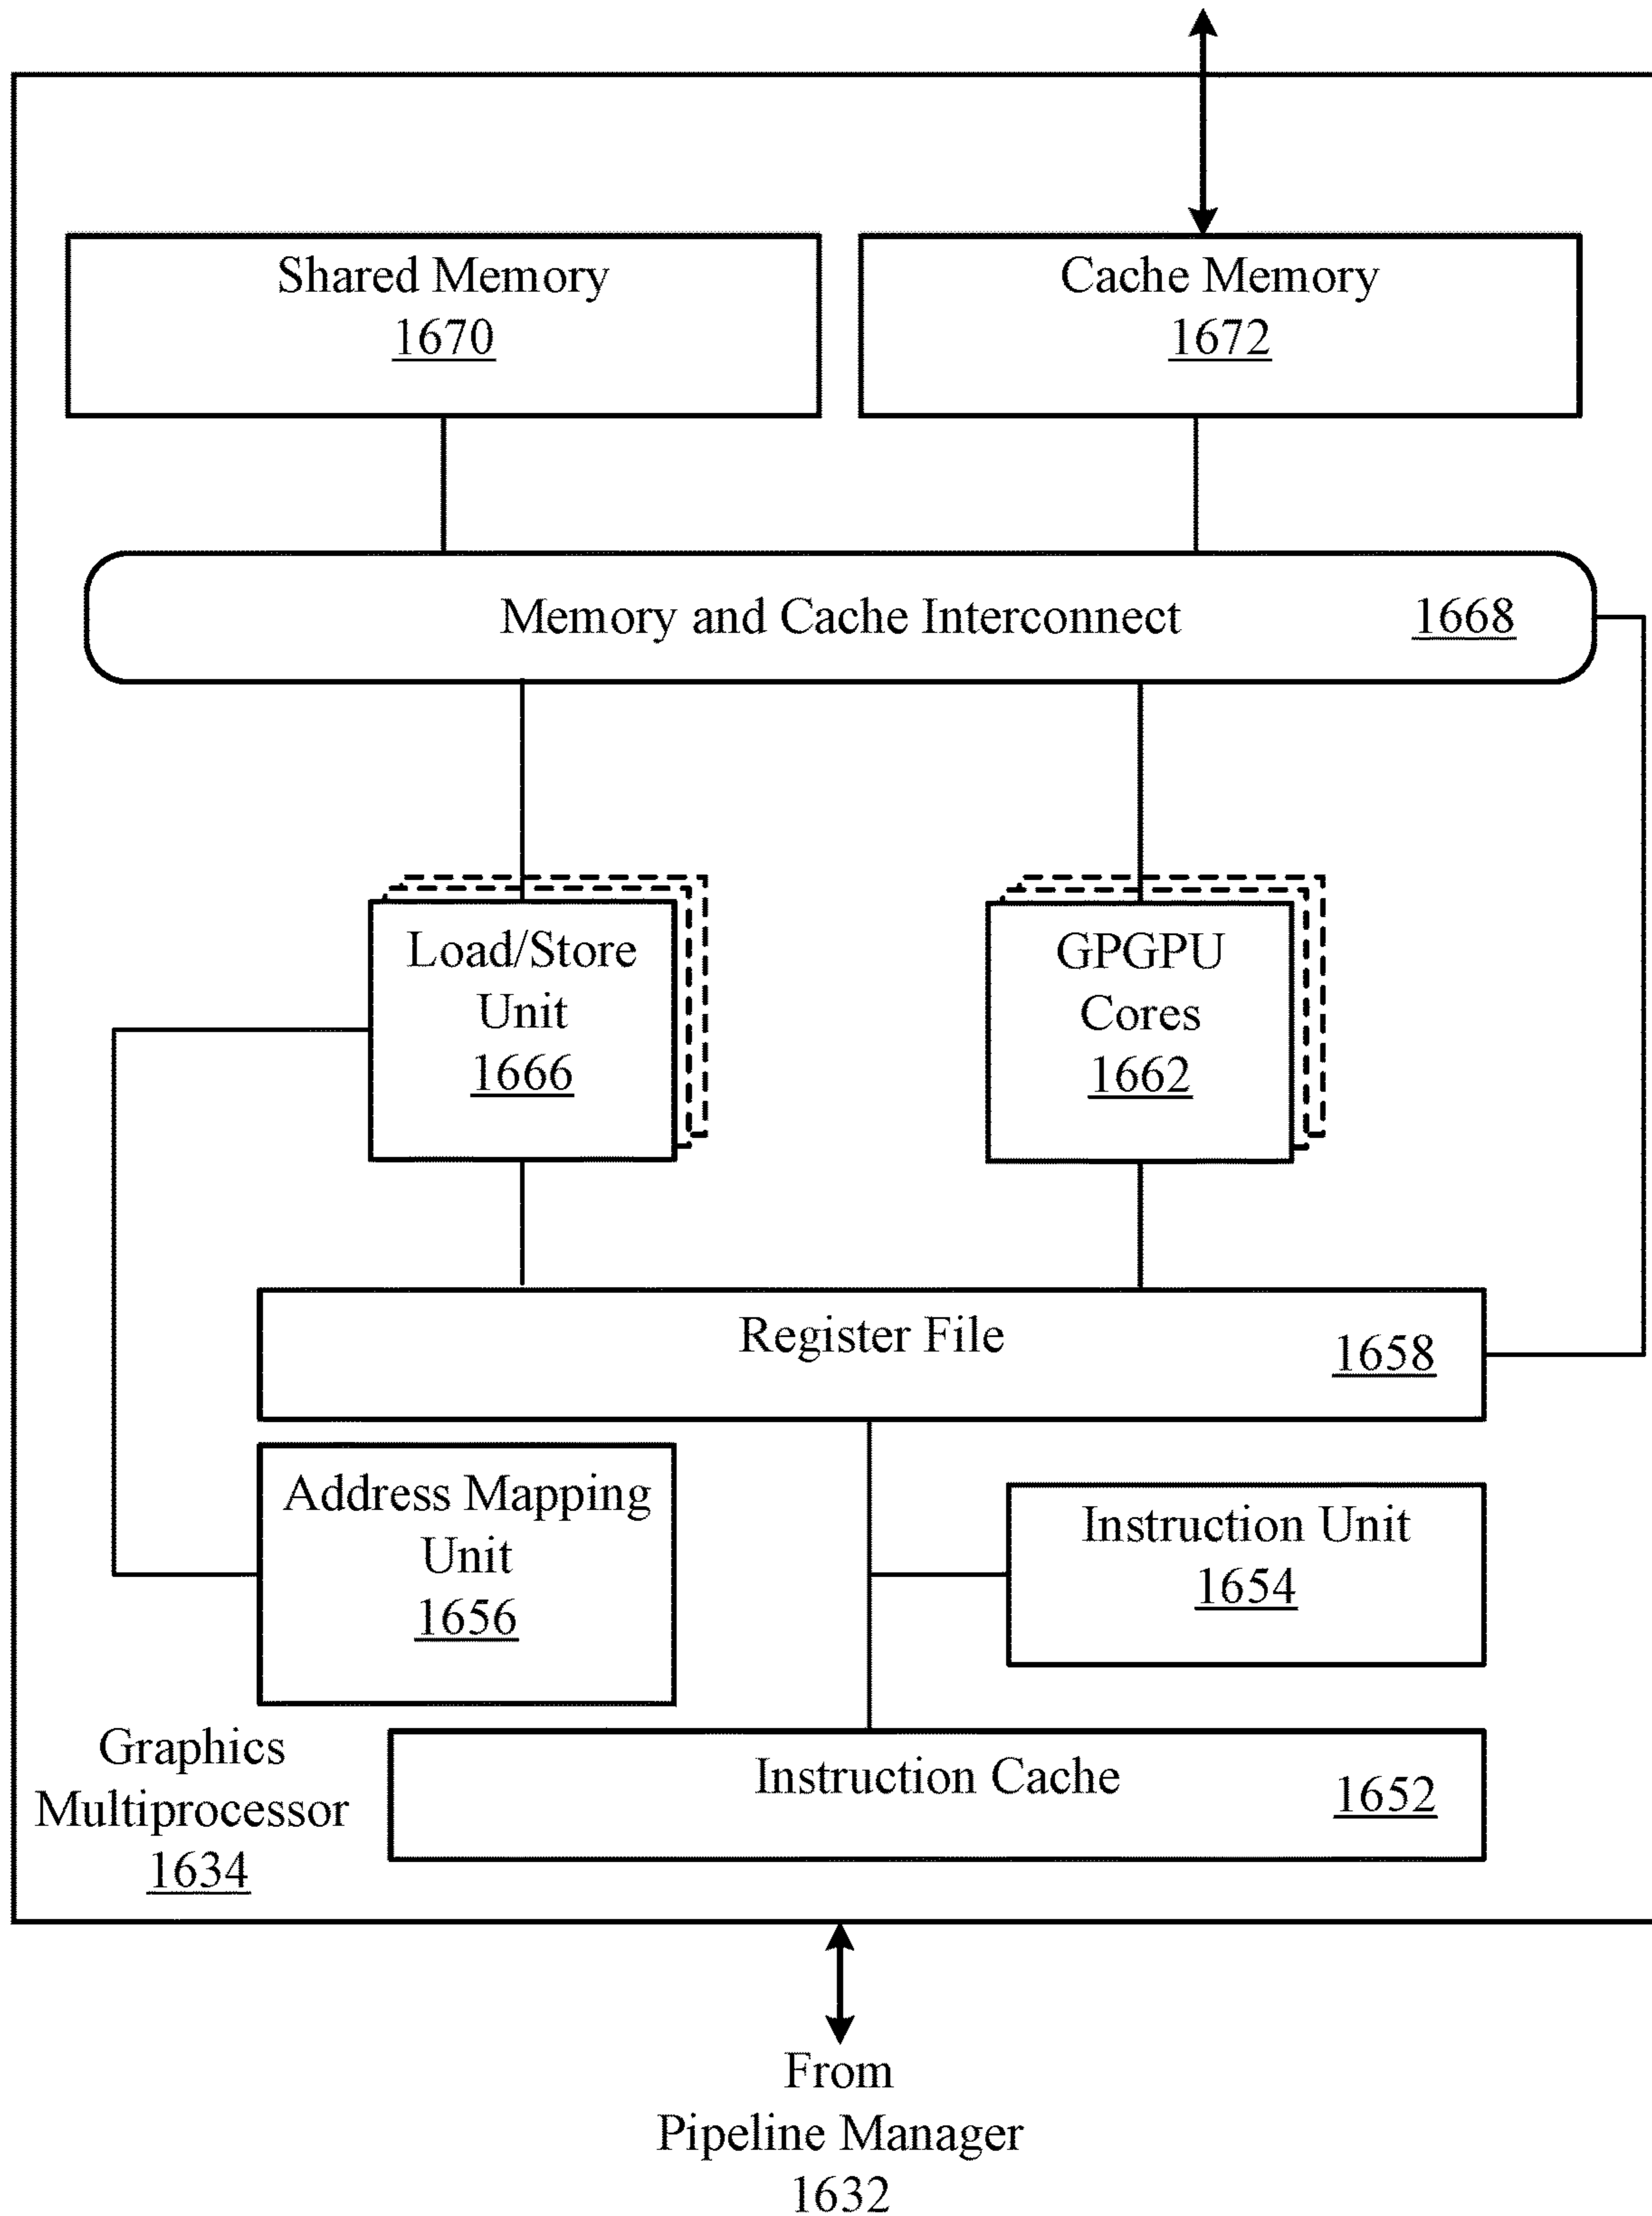 Shared Memory
1670
Cache Memory
1672
Memory and Cache Interconnect 1668
Load/Store
Unit
1666
GPGPU
Cores
1662
Register File 1658
Address Mapping
Unit
1656
Instruction Unit
1654
Graphics
Multiprocessor
1634
Instruction Cache 1652
From
Pipeline Manager
1632